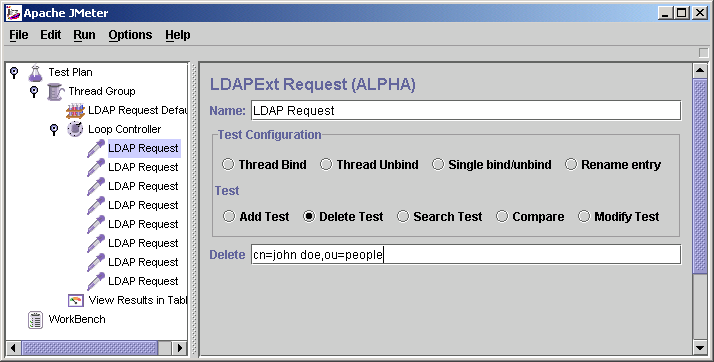 Apache JMeter
File Edit Run Options Help
Test Plan
Thread Group
LDAP Request Defau
Loop Controller
LDAP Request
LDAP Request
LDAP Request
LDAP Request
LDAP Request
LDAP Request
LDAP Request
LDAP Request
View Results in Tabl
WorkBench
LDAPExt Request (ALPHA)
Name: LDAP Request
Test Configuration
Thread Bind Thread Unbind Single bind/unbind Rename entry
Test
Add Test Delete Test Search Test Compare Modify Test
Delete cn=john doe,ou=people